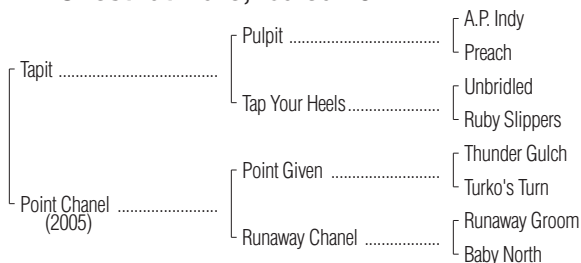 A.P. Indy
Pulpit
Preach
Tapit
Unbridled
Tap Your Heels
Ruby Slippers
Thunder Gulch
Point Given
Turko's Turn
Point Chanel
(2005)
Runaway Groom
Runaway Chanel
Baby North